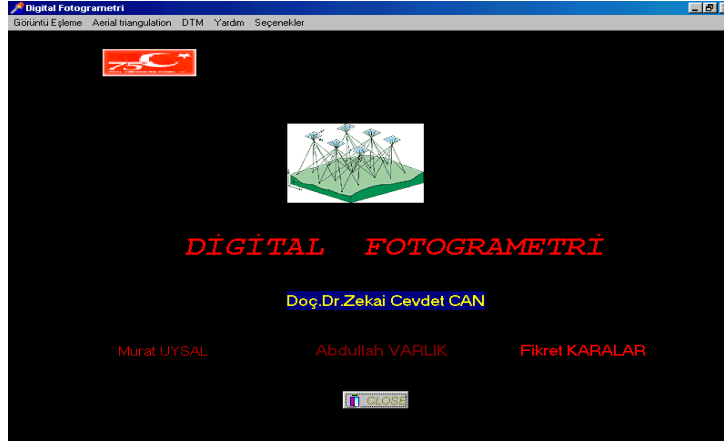 Digital Fotogrametri
Görüntü Eşleme Aerial triangulation DTM Yardım Seçenekler
75
DİGİTAL FOTOGRAMETRİ
Doç.Dr.Zekai Cevdet CAN
Murat UYSAL Abdullah VARLIK Fikret KARALAR
CLOSE